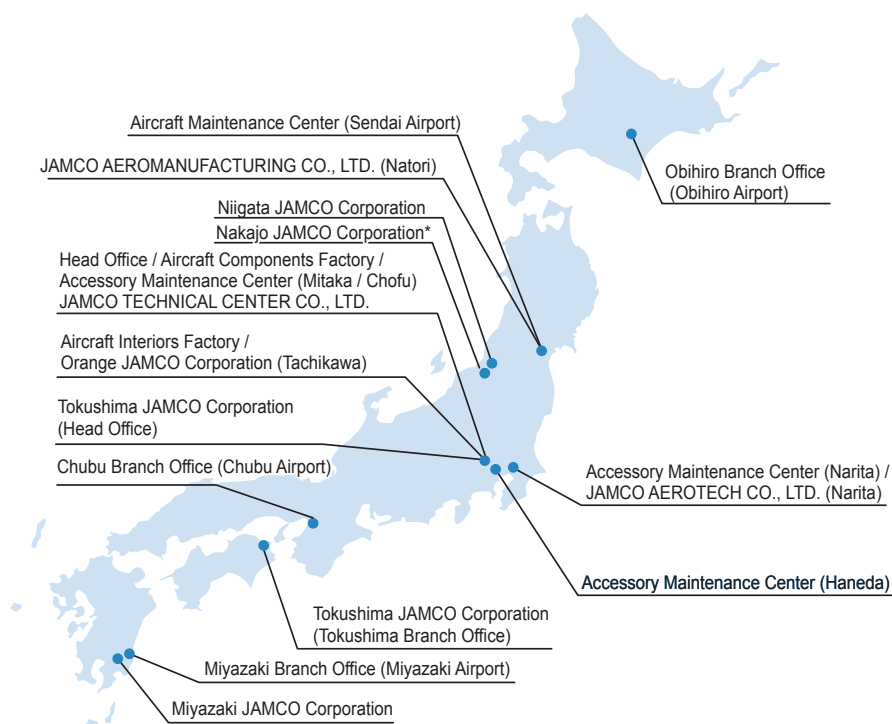 Aircraft Maintenance Center (Sendai Airport)
JAMCO AEROMANUFACTURING CO., LTD. (Natori)
Obihiro Branch Office
(Obihiro Airport)
Niigata JAMCO Corporation
Nakajo JAMCO Corporation*
Head Office / Aircraft Components Factory /
Accessory Maintenance Center (Mitaka / Chofu)
JAMCO TECHNICAL CENTER CO., LTD.
Aircraft Interiors Factory /
Orange JAMCO Corporation (Tachikawa)
Tokushima JAMCO Corporation
(Head Office)
Chubu Branch Office (Chubu Airport)
Accessory Maintenance Center (Narita) /
JAMCO AEROTECH CO., LTD. (Narita)
Accessory Maintenance Center (Haneda)
Tokushima JAMCO Corporation
(Tokushima Branch Office)
Miyazaki Branch Office (Miyazaki Airport)
Miyazaki JAMCO Corporation